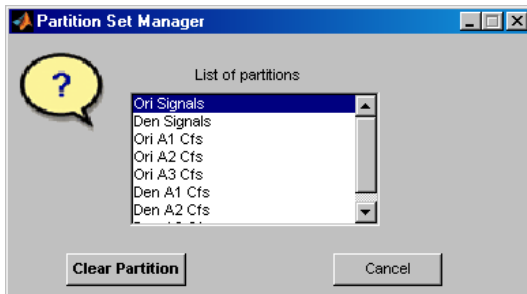 Partition Set Manager
?
List of partitions
Ori Signals
Den Signals
Ori A1 Cfs
Ori A2 Cfs
Ori A3 Cfs
Den A1 Cfs
Den A2 Cfs
Clear Partition
Cancel